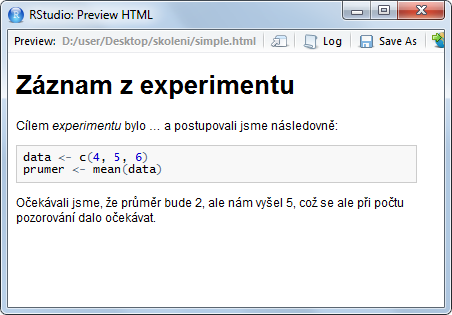 RStudio: Preview HTML
Preview: D:/user/Desktop/skoleni/simple.html Log Save As
Záznam z experimentu
Cílem experimentu bylo … a postupovali jsme následovně:
data <- c(4, 5, 6)
prumer <- mean(data)
Očekávali jsme, že průměr bude 2, ale nám vyšel 5, což se ale při počtu
pozorování dalo očekávat.